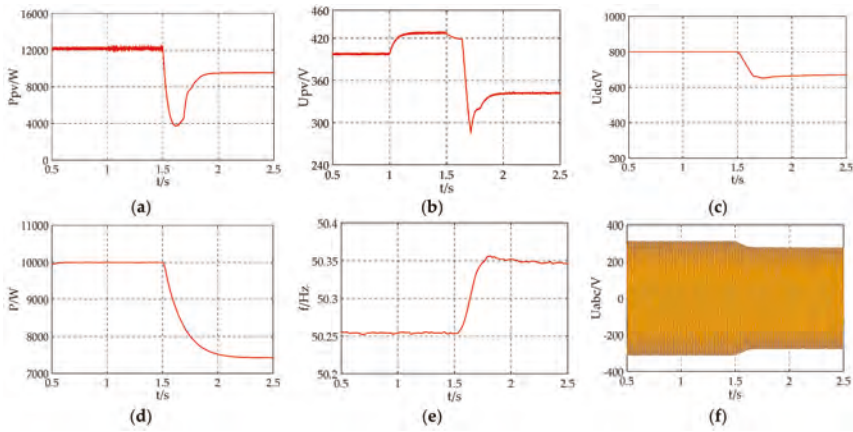 Ppv/W
16000
12000
8000
4000
0
0.5 1 1.5 2 2.5
t/s
(a)
Upv/V
420
360
300
240
0.5 1 1.5 2 2.5
t/s
(b)
Udc/V
1000
800
600
400
200
0.5 1 1.5 2 2.5
t/s
(c)
P/W
11000
10000
9000
8000
7000
0.5 1 1.5 2 2.5
t/s
(d)
f/Hz
50.4
50.35
50.3
50.25
50.2
0.5 1 1.5 2 2.5
t/s
(e)
Uabc/V
400
200
0
-200
-400
0.5 1 1.5 2 2.5
t/s
(f)